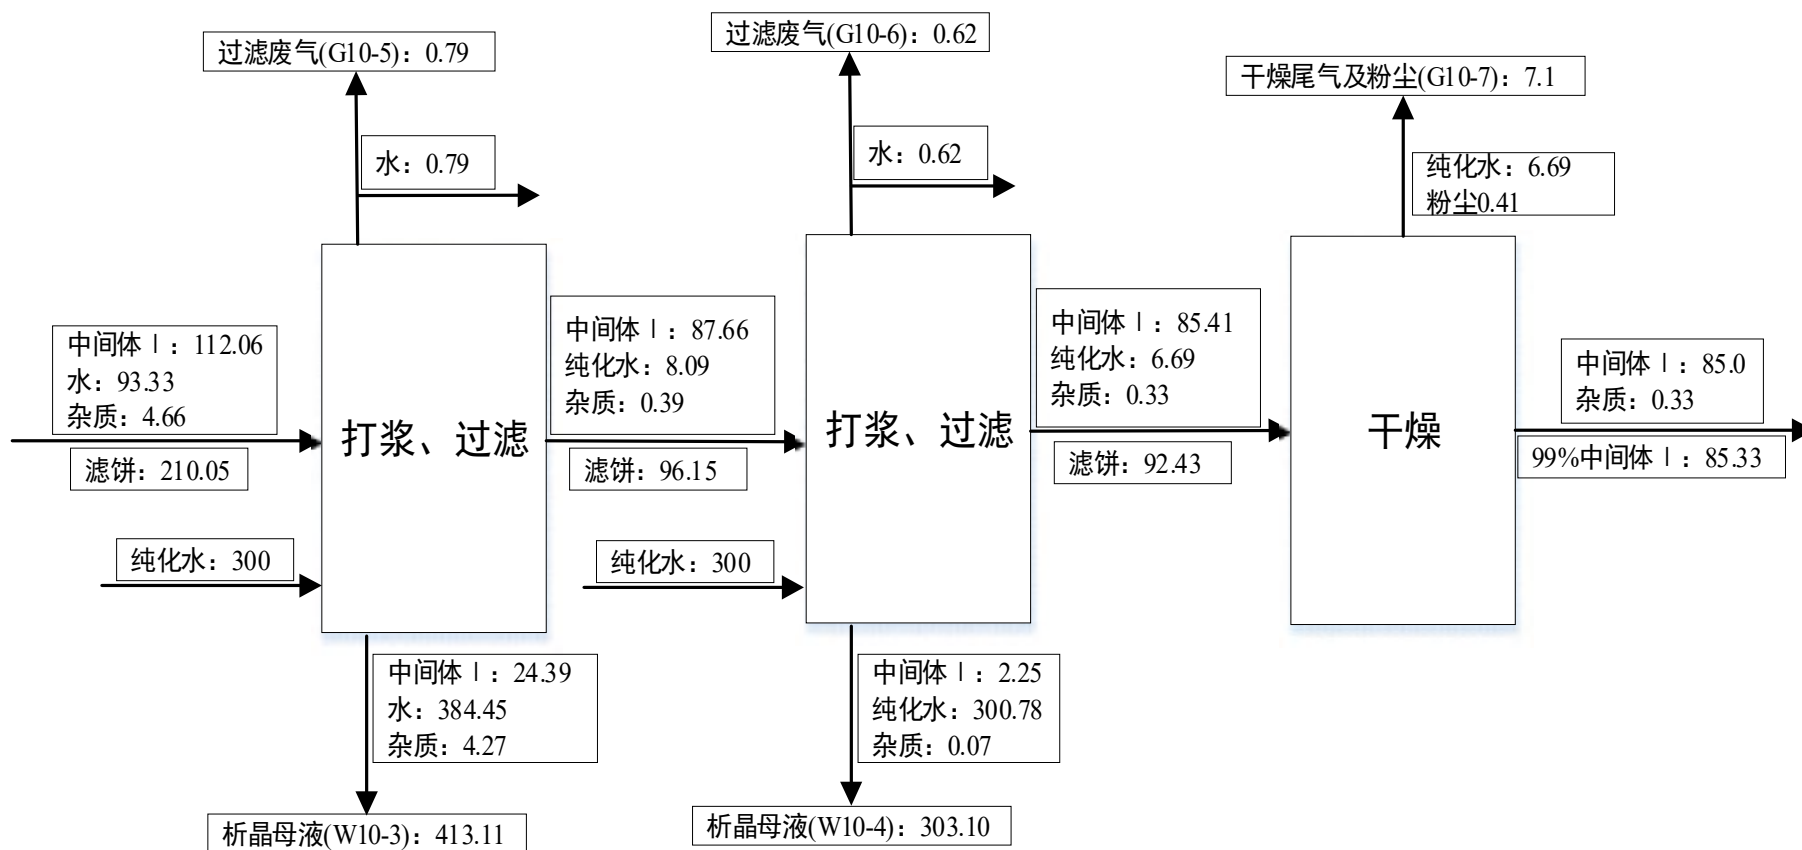 过滤废气(G10-5)：0.79
过滤废气(G10-6)：0.62
干燥尾气及粉尘(G10-7)：7.1
水：0.79
水：0.62
纯化水：6.69
粉尘0.41
中间体Ⅰ：112.06
水：93.33
杂质：4.66
滤饼：210.05
纯化水：300
打浆、过滤
中间体Ⅰ：87.66
纯化水：8.09
杂质：0.39
滤饼：96.15
纯化水：300
打浆、过滤
中间体Ⅰ：85.41
纯化水：6.69
杂质：0.33
滤饼：92.43
干燥
中间体Ⅰ：85.0
杂质：0.33
99%中间体Ⅰ：85.33
中间体Ⅰ：24.39
水：384.45
杂质：4.27
析晶母液(W10-3)：413.11
中间体Ⅰ：2.25
纯化水：300.78
杂质：0.07
析晶母液(W10-4)：303.10